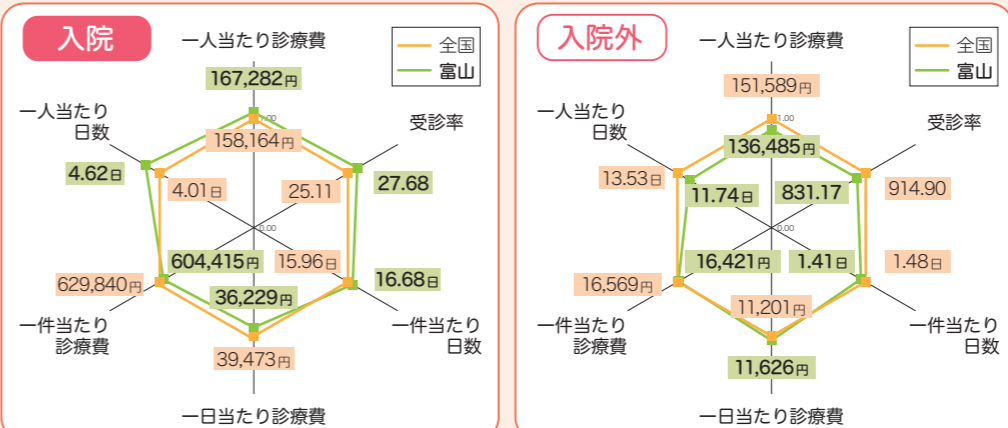 入院
全国
富山
一人当たり診療費
167,282円
1.00
158,164円
受診率
25.11
27.68
一人当たり
日数
4.62日
4.01日
0.00
15.96日
16.68日
一件当たり
日数
604,415円
629,840円
一件当たり
診療費
36,229円
39,473円
一日当たり診療費
入院外
全国
富山
一人当たり診療費
151,589円
1.00
136,485円
受診率
831.17
914.90
一人当たり
日数
13.53日
11.74日
0.00
1.41日
1.48日
一件当たり
日数
16,421円
16,569円
一件当たり
診療費
11,201円
11,626円
一日当たり診療費